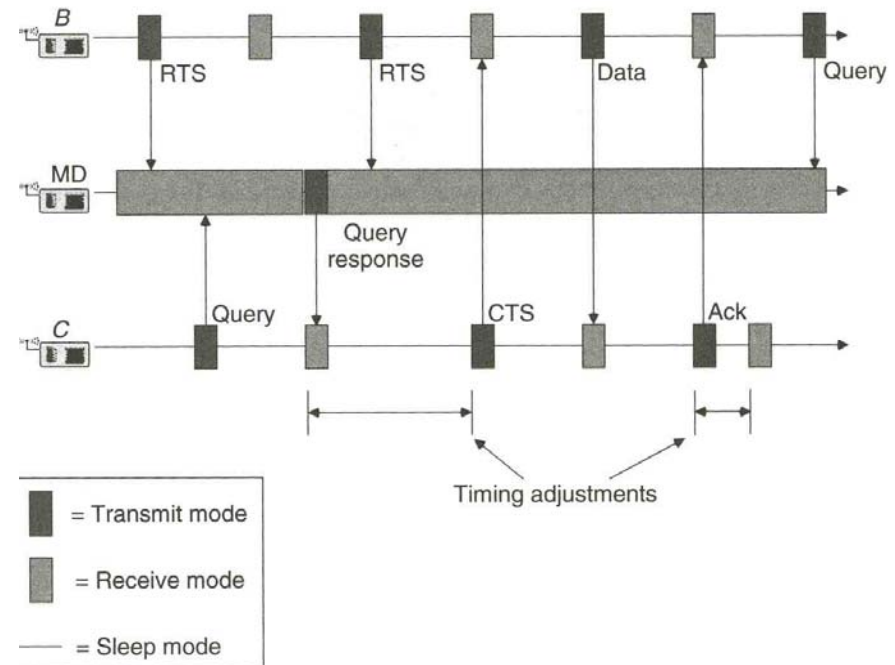 B
RTS
RTS
Data
Query
MD
Query
response
Query
CTS
Ack
C
Timing adjustments
= Transmit mode
= Receive mode
= Sleep mode